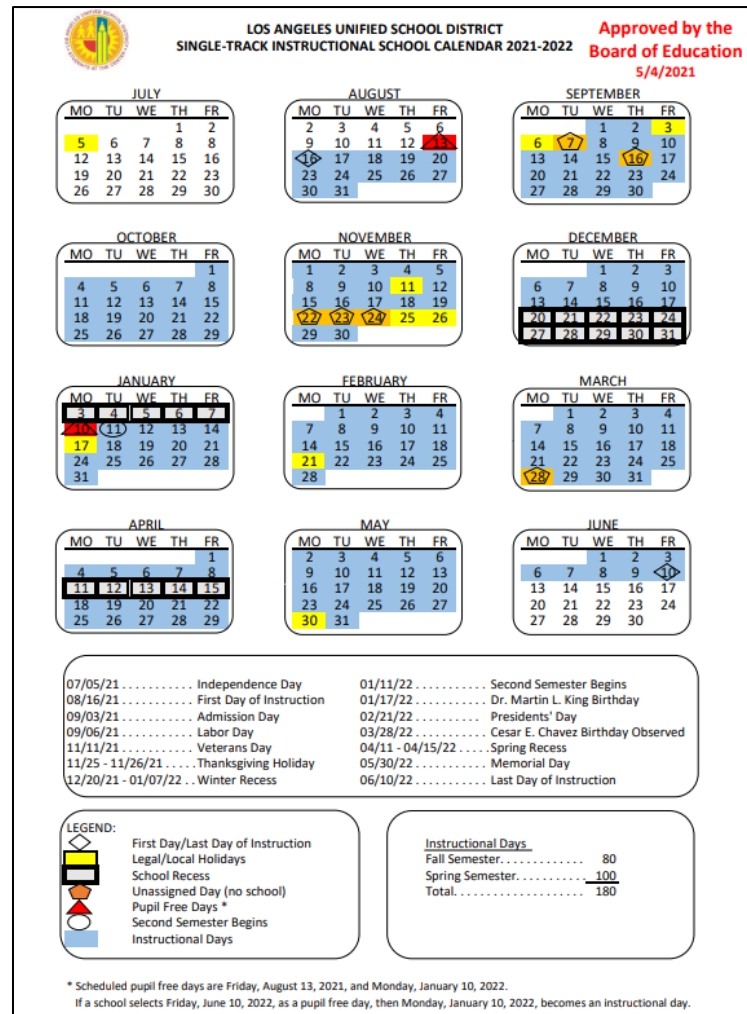 LOS ANGELES UNIFIED SCHOOL DISTRICT
SINGLE-TRACK INSTRUCTIONAL SCHOOL CALENDAR 2021-2022
Approved by the
Board of Education
5/4/2021
JULY
MO TU WE TH FR
1 2
5 6 7 8 8
12 13 14 15 16
19 20 21 22 23
26 27 28 29 30
AUGUST
MO TU WE TH FR
2 3 4 5 6
9 10 11 12 13
16 17 18 19 20
23 24 25 26 27
30 31
SEPTEMBER
MO TU WE TH FR
1 2 3
6 7 8 9 10
13 14 15 16 17
20 21 22 23 24
27 28 29 30
OCTOBER
MO TU WE TH FR
1
4 5 6 7 8
11 12 13 14 15
18 19 20 21 22
25 26 27 28 29
NOVEMBER
MO TU WE TH FR
1 2 3 4 5
8 9 10 11 12
15 16 17 18 19
22 23 24 25 26
29 30
DECEMBER
MO TU WE TH FR
1 2 3
6 7 8 9 10
13 14 15 16 17
20 21 22 23 24
27 28 29 30 31
JANUARY
MO TU WE TH FR
3 4 5 6 7
10 11 12 13 14
17 18 19 20 21
24 25 26 27 28
31
FEBRUARY
MO TU WE TH FR
1 2 3 4
7 8 9 10 11
14 15 16 17 18
21 22 23 24 25
28
MARCH
MO TU WE TH FR
1 2 3 4
7 8 9 10 11
14 15 16 17 18
21 22 23 24 25
28 29 30 31
APRIL
MO TU WE TH FR
1
4 5 6 7 8
11 12 13 14 15
18 19 20 21 22
25 26 27 28 29
MAY
MO TU WE TH FR
2 3 4 5 6
9 10 11 12 13
16 17 18 19 20
23 24 25 26 27
30 31
JUNE
MO TU WE TH FR
1 2 3
6 7 8 9 10
13 14 15 16 17
20 21 22 23 24
27 28 29 30
07/05/21 . . . . . . . . . . . Independence Day
08/16/21 . . . . . . . . . . . First Day of Instruction
09/03/21 . . . . . . . . . . . Admission Day
09/06/21 . . . . . . . . . . . Labor Day
11/11/21 . . . . . . . . . . . Veterans Day
11/25 - 11/26/21 . . . . . Thanksgiving Holiday
12/20/21 - 01/07/22 . . Winter Recess
01/11/22 . . . . . . . . . . . Second Semester Begins
01/17/22 . . . . . . . . . . . Dr. Martin L. King Birthday
02/21/22 . . . . . . . . . . . Presidents' Day
03/28/22 . . . . . . . . . . . Cesar E. Chavez Birthday Observed
04/11 - 04/15/22 . . . . . Spring Recess
05/30/22 . . . . . . . . . . . Memorial Day
06/10/22 . . . . . . . . . . . Last Day of Instruction
LEGEND:
First Day/Last Day of Instruction
Legal/Local Holidays
School Recess
Unassigned Day (no school)
Pupil Free Days *
Second Semester Begins
Instructional Days
Instructional Days
Fall Semester. . . . . . . . . . . . . 80
Spring Semester. . . . . . . . . . . 100
Total. . . . . . . . . . . . . . . . . . . . 180
* Scheduled pupil free days are Friday, August 13, 2021, and Monday, January 10, 2022.
If a school selects Friday, June 10, 2022, as a pupil free day, then Monday, January 10, 2022, becomes an instructional day.